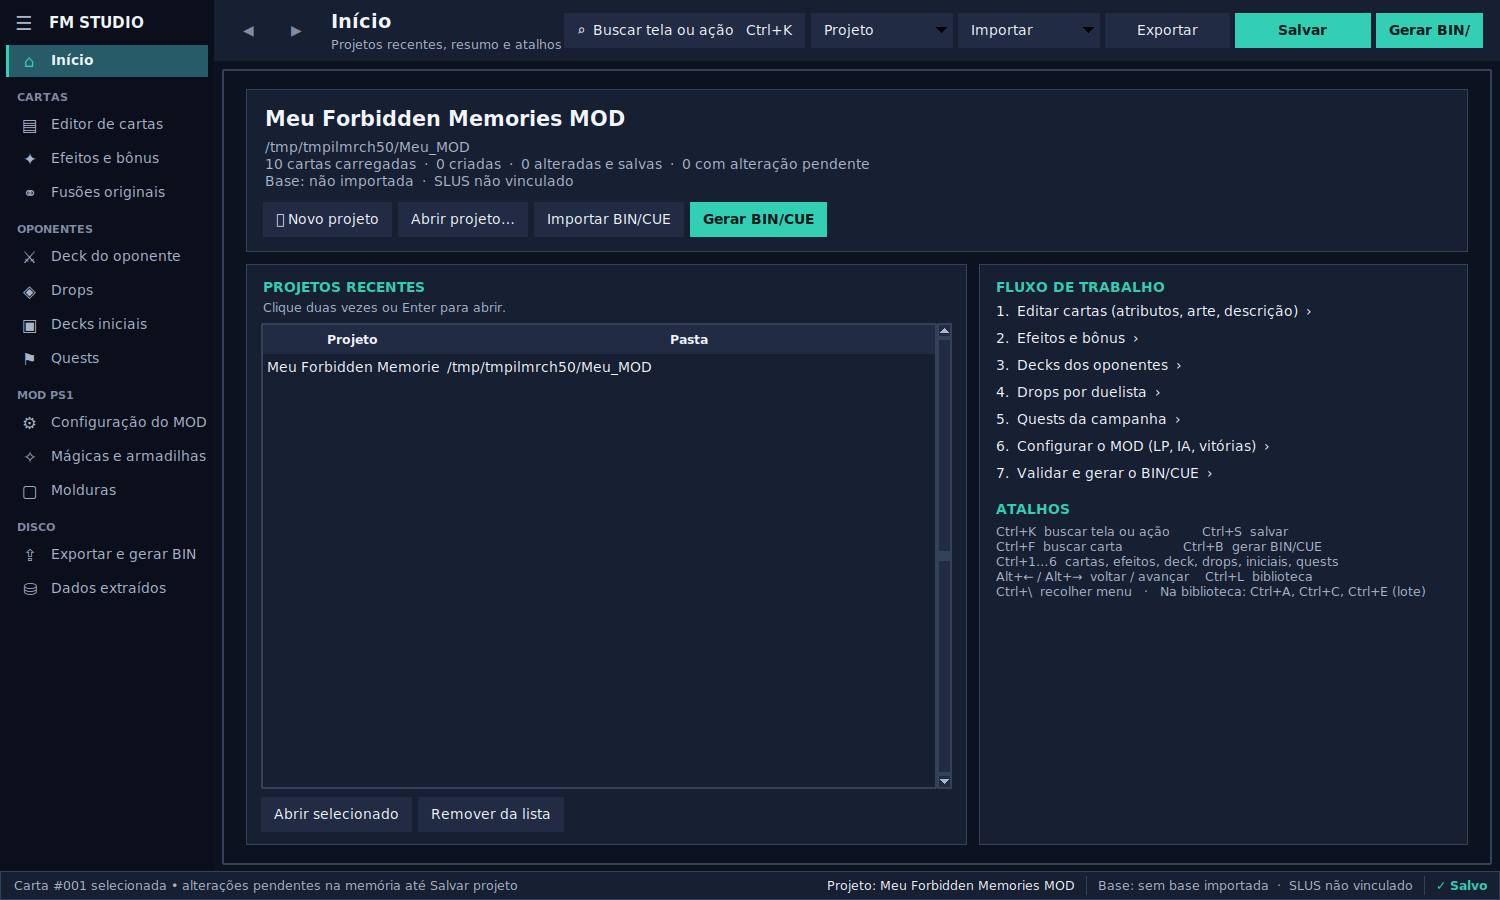 FM STUDIO
Início
CARTAS
Editor de cartas
Efeitos e bônus
Fusões originais
OPONENTES
Deck do oponente
Drops
Decks iniciais
Quests
MOD PS1
Configuração do MOD
Mágicas e armadilhas
Molduras
DISCO
Exportar e gerar BIN
Dados extraídos
Início
Projetos recentes, resumo e atalhos
Buscar tela ou ação Ctrl+K
Projeto
Importar
Exportar
Salvar
Gerar BIN/
Meu Forbidden Memories MOD
/tmp/tmpilmrch50/Meu_MOD
10 cartas carregadas · 0 criadas · 0 alteradas e salvas · 0 com alteração pendente
Base: não importada · SLUS não vinculado
Novo projeto
Abrir projeto...
Importar BIN/CUE
Gerar BIN/CUE
PROJETOS RECENTES
Clique duas vezes ou Enter para abrir.
Projeto Pasta
Meu Forbidden Memorie /tmp/tmpilmrch50/Meu_MOD
Abrir selecionado
Remover da lista
FLUXO DE TRABALHO
1. Editar cartas (atributos, arte, descrição) ›
2. Efeitos e bônus ›
3. Decks dos oponentes ›
4. Drops por duelista ›
5. Quests da campanha ›
6. Configurar o MOD (LP, IA, vitórias) ›
7. Validar e gerar o BIN/CUE ›
ATALHOS
Ctrl+K buscar tela ou ação Ctrl+S salvar
Ctrl+F buscar carta Ctrl+B gerar BIN/CUE
Ctrl+1...6 cartas, efeitos, deck, drops, iniciais, quests
Alt+← / Alt+→ voltar / avançar Ctrl+L biblioteca
Ctrl+\ recolher menu · Na biblioteca: Ctrl+A, Ctrl+C, Ctrl+E (lote)
Carta #001 selecionada • alterações pendentes na memória até Salvar projeto
Projeto: Meu Forbidden Memories MOD
Base: sem base importada · SLUS não vinculado
✓ Salvo